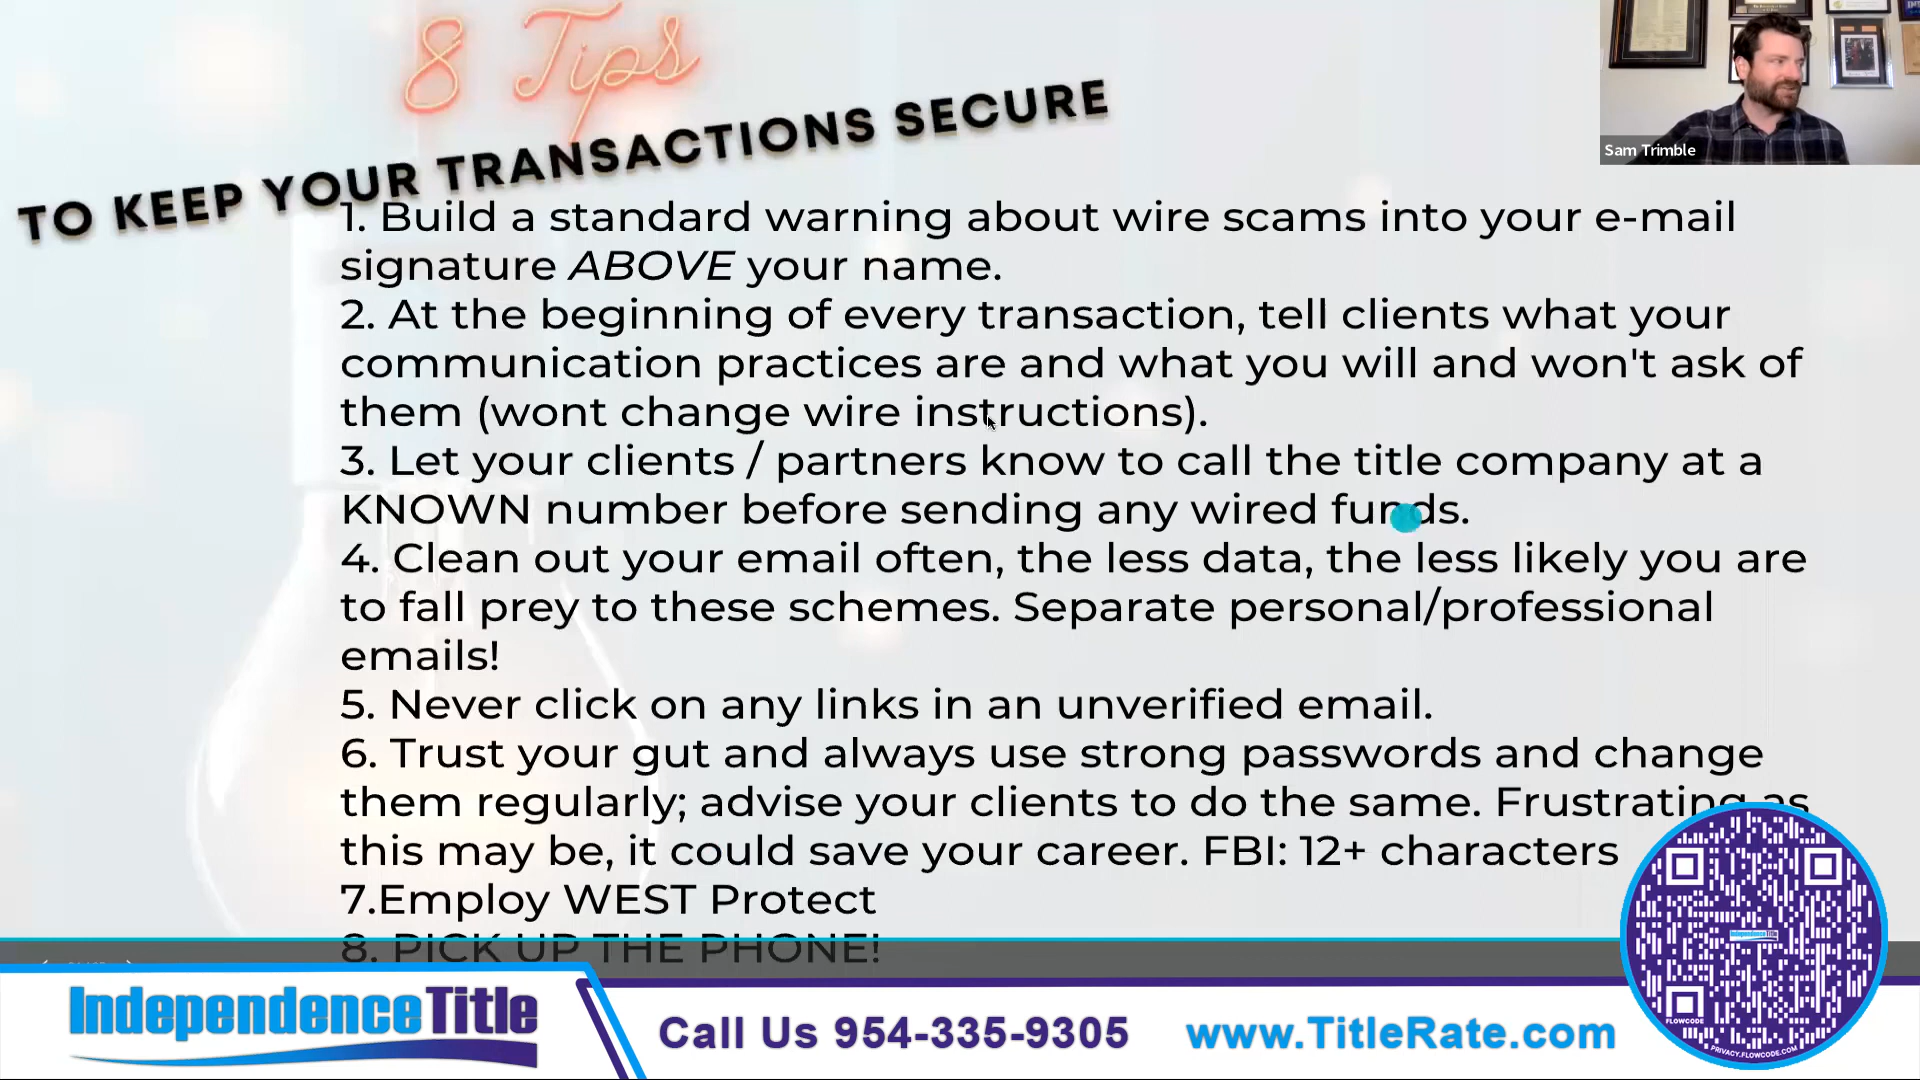 8 Tips
TO KEEP YOUR TRANSACTIONS SECURE
Sam Trimble
1. Build a standard warning about wire scams into your e-mail
signature ABOVE your name.
2. At the beginning of every transaction, tell clients what your
communication practices are and what you will and won't ask of
them (wont change wire instructions).
3. Let your clients / partners know to call the title company at a
KNOWN number before sending any wired funds.
4. Clean out your email often, the less data, the less likely you are
to fall prey to these schemes. Separate personal/professional
emails!
5. Never click on any links in an unverified email.
6. Trust your gut and always use strong passwords and change
them regularly; advise your clients to do the same. Frustrating as
this may be, it could save your career. FBI: 12+ characters
7.Employ WEST Protect
8. PICK UP THE PHONE!
IndependenceTitle
Call Us 954-335-9305
www.TitleRate.com
IndependenceTitle
FLOWCODE
PRIVACY.FLOWCODE.COM